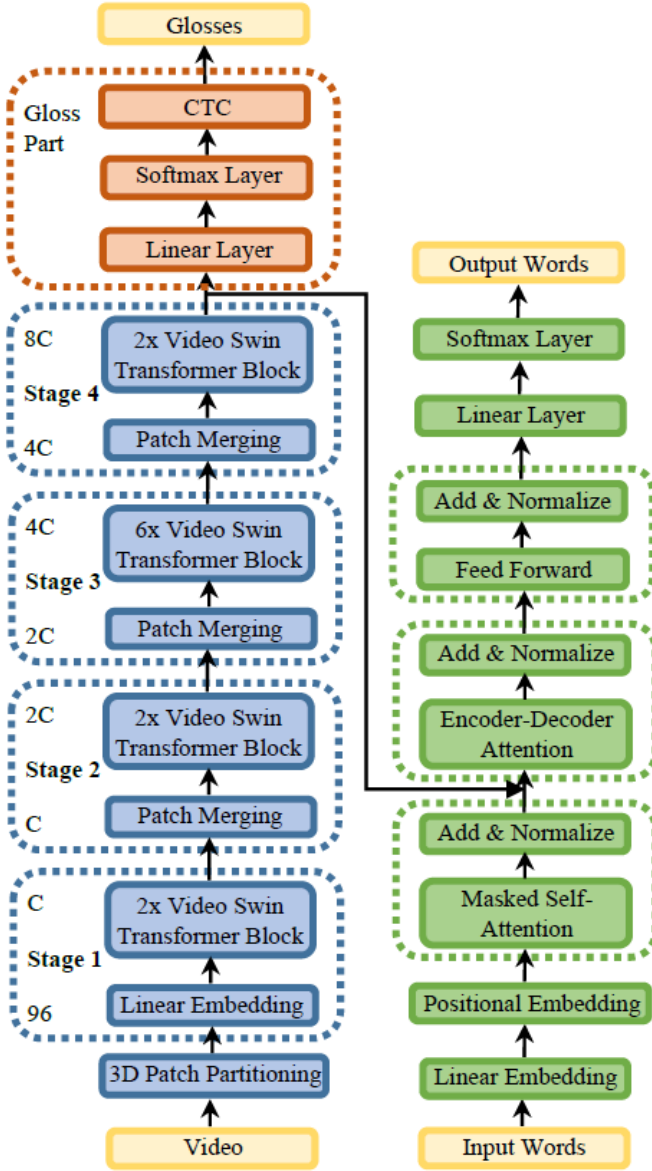 Glosses
Gloss
Part
CTC
Softmax Layer
Linear Layer
8C
Stage 4
4C
2x Video Swin
Transformer Block
Patch Merging
4C
Stage 3
2C
6x Video Swin
Transformer Block
Patch Merging
2C
Stage 2
C
2x Video Swin
Transformer Block
Patch Merging
C
Stage 1
96
2x Video Swin
Transformer Block
Linear Embedding
3D Patch Partitioning
Video
Output Words
Softmax Layer
Linear Layer
Add & Normalize
Feed Forward
Add & Normalize
Encoder-Decoder
Attention
Add & Normalize
Masked Self-
Attention
Positional Embedding
Linear Embedding
Input Words